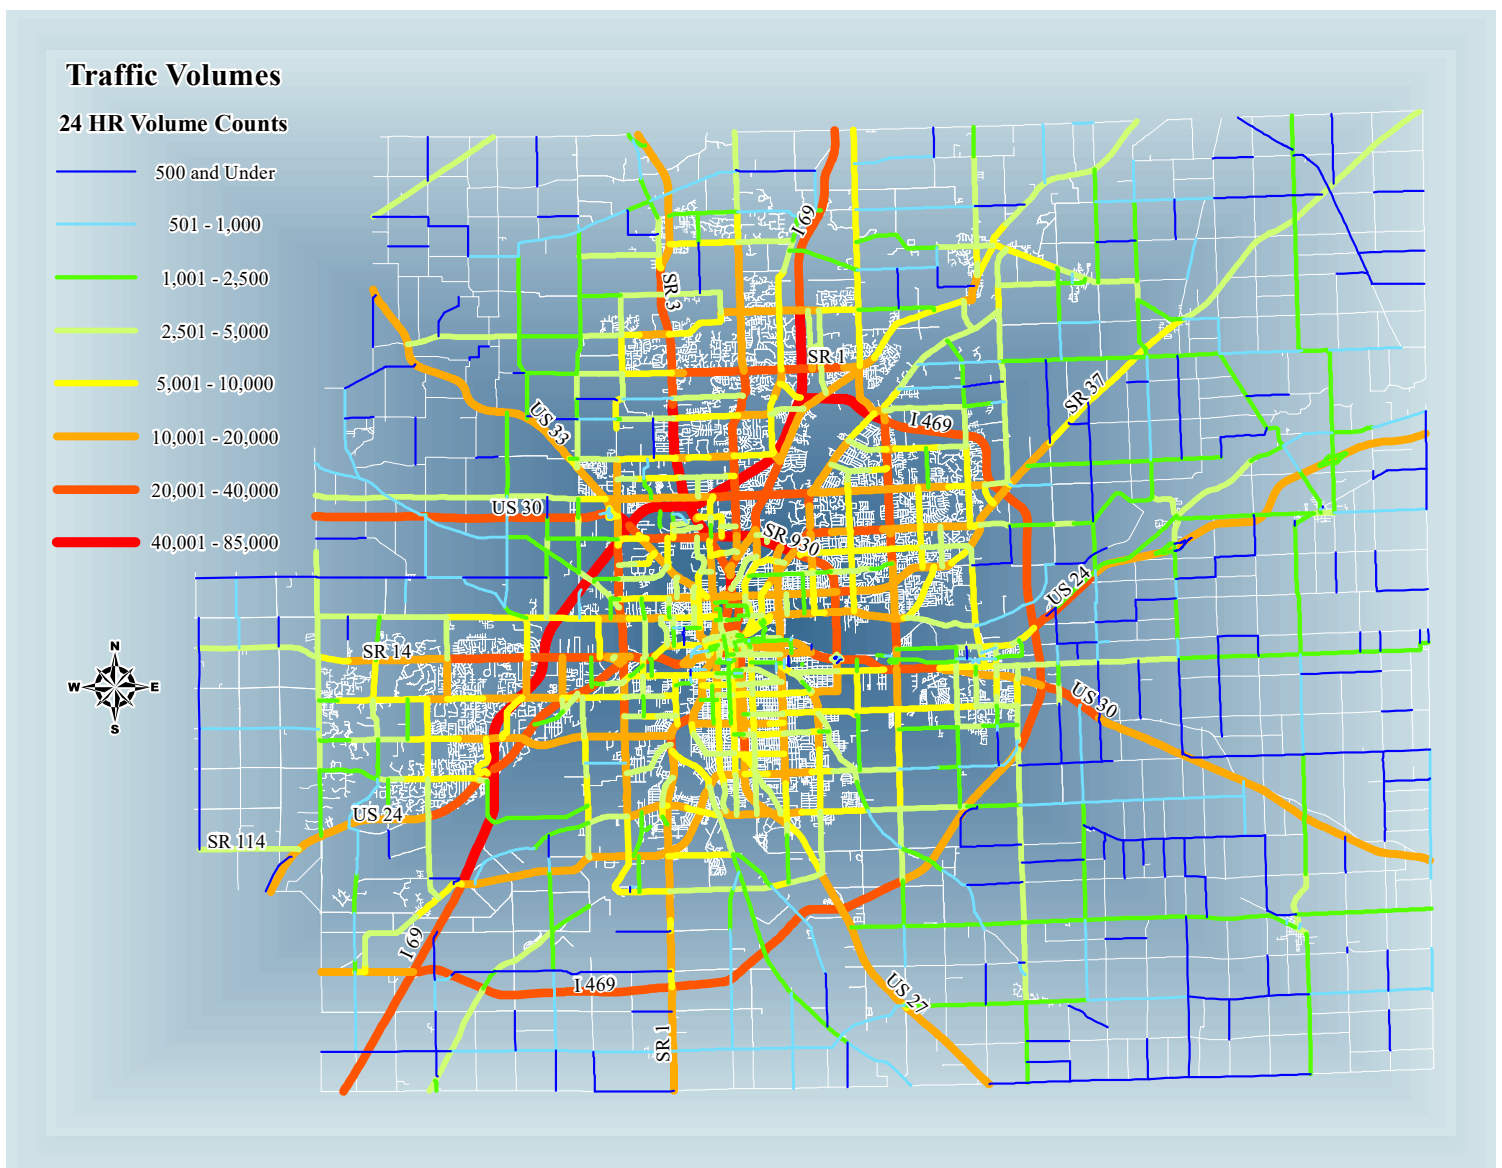 Traffic Volumes
24 HR Volume Counts
500 and Under
501 - 1,000
1,001 - 2,500
2,501 - 5,000
5,001 - 10,000
10,001 - 20,000
20,001 - 40,000
40,001 - 85,000
I 69
SR 3
SR 1
SR 37
US 33
I 469
US 30
SR 930
US 24
N
SR 14
W E
S
US 30
US 24
SR 114
I 69
I 469
US 27
SR 1